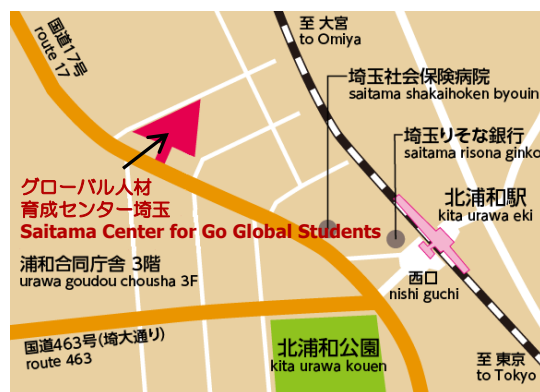 国道17号
route 17
至 大宮
to Omiya
埼玉社会保険病院
saitama shakaihoken byouin
埼玉りそな銀行
saitama risona ginko
グローバル人材
育成センター埼玉
Saitama Center for Go Global Students
北浦和駅
kita urawa eki
浦和合同庁舎 3階
urawa goudou chousha 3F
西口
nishi guchi
国道463号(埼大通り)
route 463
北浦和公園
kita urawa kouen
至 東京
to Tokyo